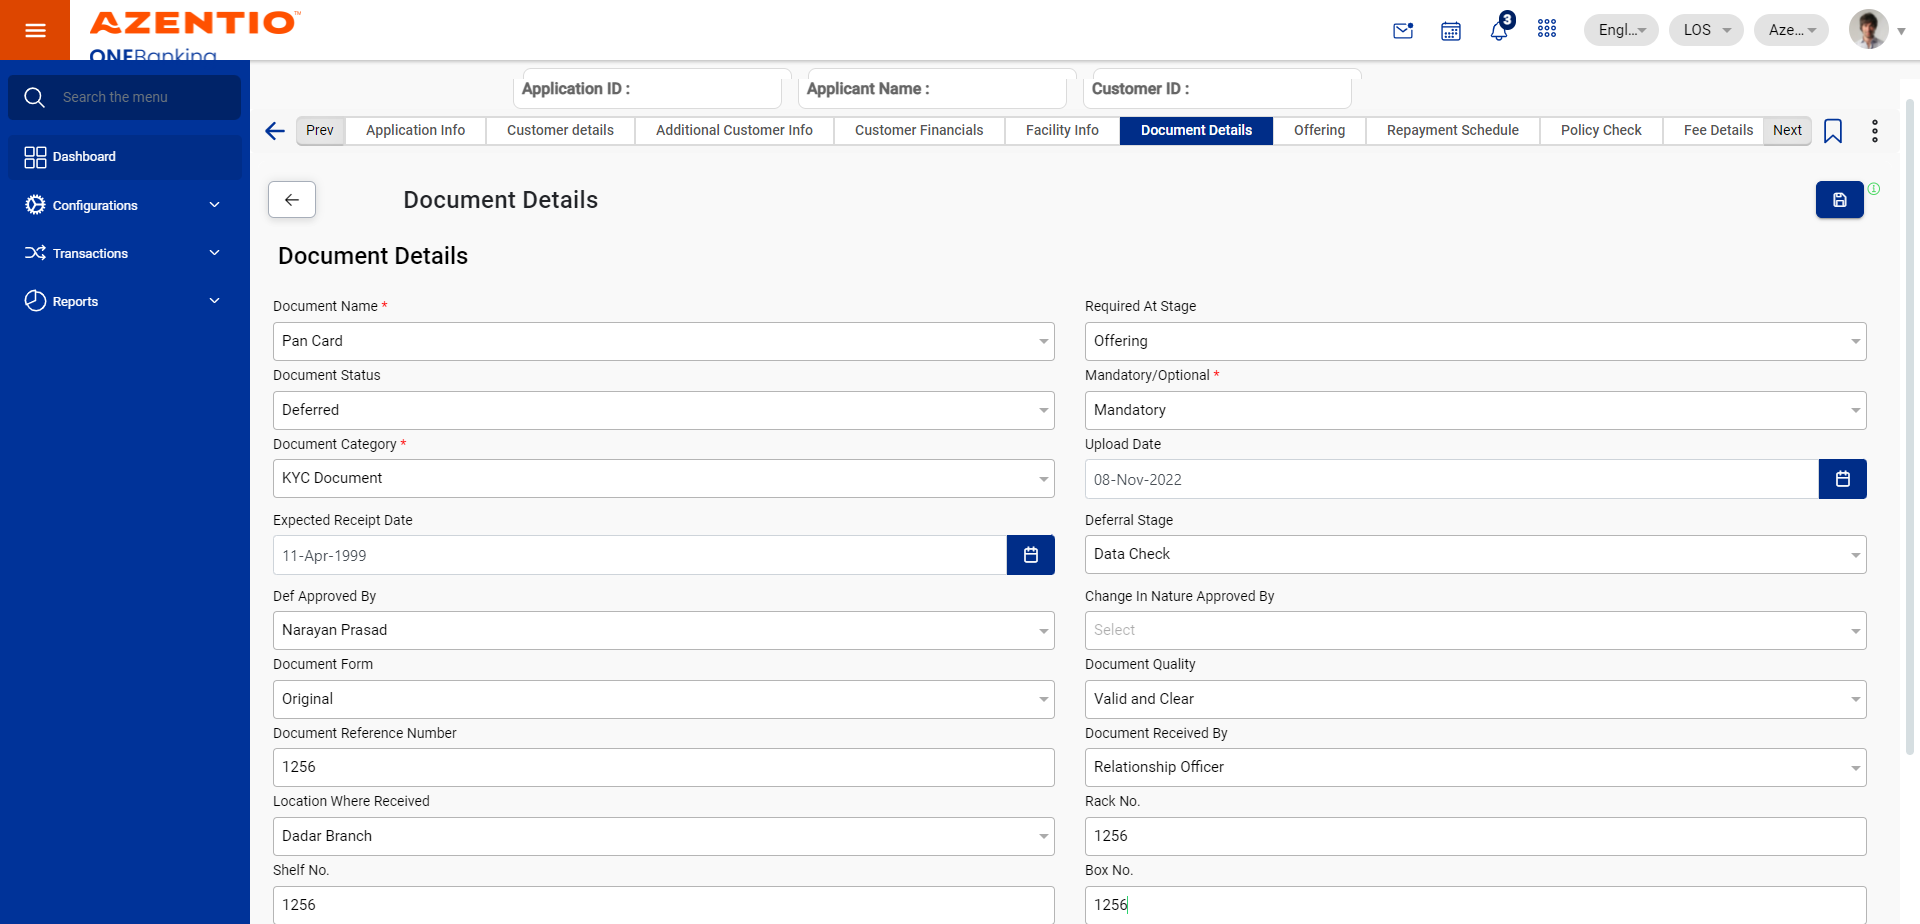 AZENTIO™
ONEBanking
3
Engl...
LOS
Aze...
Search the menu
Dashboard
Configurations
Transactions
Reports
Application ID :
Applicant Name :
Customer ID :
Prev
Application Info
Customer details
Additional Customer Info
Customer Financials
Facility Info
Document Details
Offering
Repayment Schedule
Policy Check
Fee Details
Next
Document Details
Document Details
Document Name *
Required At Stage
Pan Card
Offering
Document Status
Mandatory/Optional *
Deferred
Mandatory
Document Category *
Upload Date
KYC Document
08-Nov-2022
Expected Receipt Date
Deferral Stage
11-Apr-1999
Data Check
Def Approved By
Change In Nature Approved By
Narayan Prasad
Select
Document Form
Document Quality
Original
Valid and Clear
Document Reference Number
Document Received By
1256
Relationship Officer
Location Where Received
Rack No.
Dadar Branch
1256
Shelf No.
Box No.
1256
1256